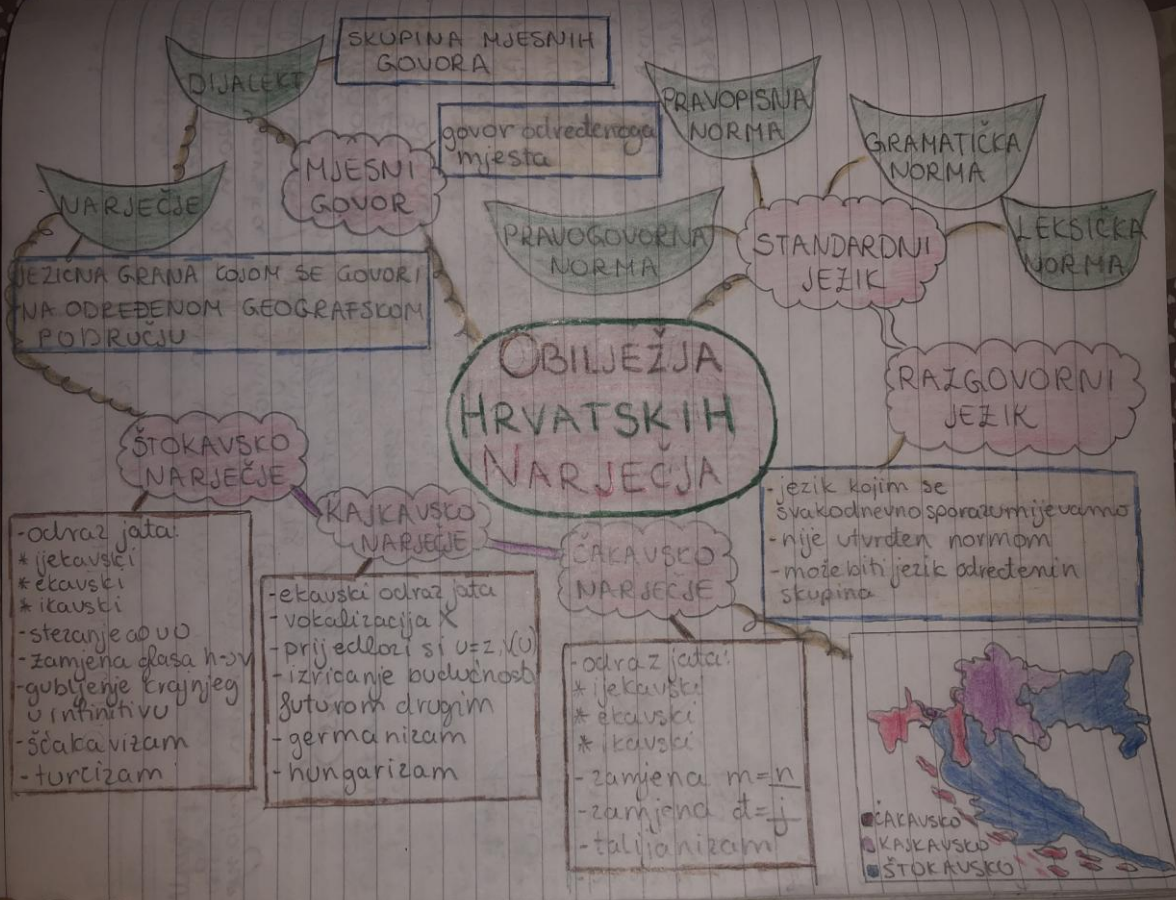 DIJALEKT
SKUPINA MJESNIH
GOVORA
MJESNI
GOVOR
govor određenoga
mjesta
NARJEČJE
JEZIČNA GRANA KOJOM SE GOVORI
NA ODREĐENOM GEOGRAFSKOM
PODRUČJU
PRAVOPISNA
NORMA
GRAMATIČKA
NORMA
PRAVOGOVORNA
NORMA
STANDARDNI
JEZIK
LEKSIČKA
NORMA
RAZGOVORNI
JEZIK
- jezik kojim se
svakodnevno sporazumijevamo
- nije utvrđen normom
- može biti jezik određenin
skupina
OBILJEŽJA
HRVATSKIH
NARJEČJA
ŠTOKAVSKO
NARJEČJE
- odraz jata:
* ijekavski
* ekavski
* ikavski
- stezanje ao u o
- zamjena glasa h->v
- gubljenje krajnjeg
u infinitivu
- šćakavizam
- turcizam
KAJKAVSKO
NARJEČJE
- ekavski odraz jata
- vokalizacija
- prijedlozi s i u=z, v(u)
- izricanje budućnosti
futurom drugim
- germanizam
- hungarizam
ČAKAVSKO
NARJEČJE
- odraz jata:
* ijekavski
* ekavski
* ikavski
- zamjena m=n
- zamjena đ=j
- talijanizam
ČAKAVSKO
KAJKAVSKO
ŠTOKAVSKO